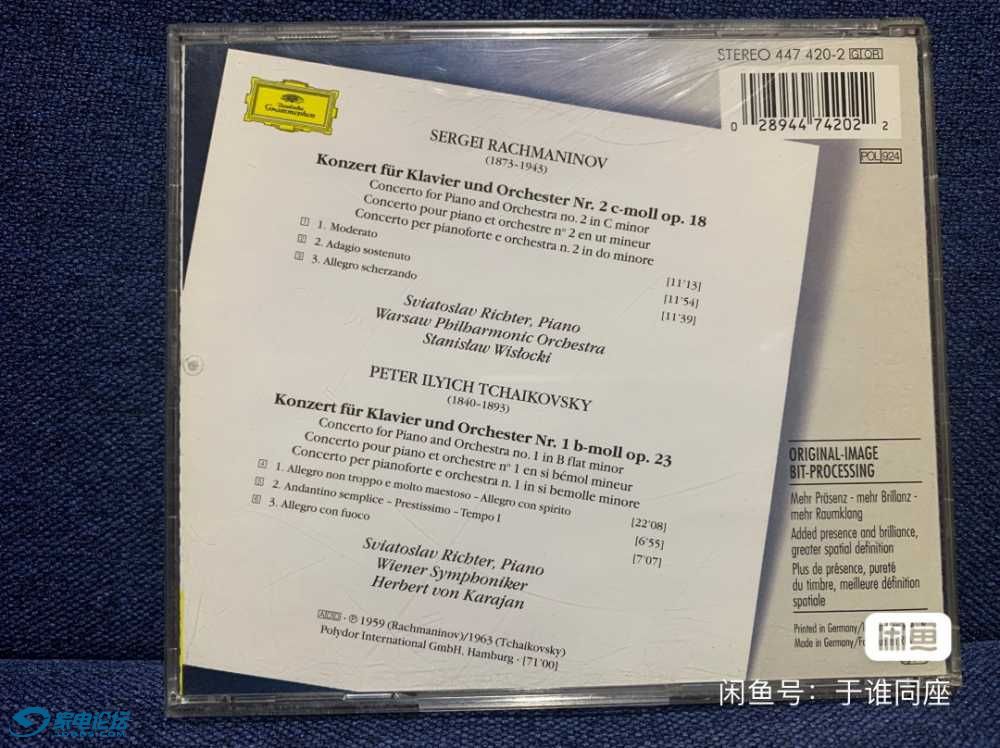 STEREO 447 420-2 GI OR
0 28944 74202 2
POL 924
Deutsche
Grammophon
SERGEI RACHMANINOV
(1873-1943)
Konzert für Klavier und Orchester Nr. 2 c-moll op. 18
Concerto for Piano and Orchestra no. 2 in C minor
Concerto pour piano et orchestre n° 2 en ut mineur
Concerto per pianoforte e orchestra n. 2 in do minore
1 1. Moderato [11'13]
2 2. Adagio sostenuto [11'54]
3 3. Allegro scherzando [11'39]
Sviatoslav Richter, Piano
Warsaw Philharmonic Orchestra
Stanisław Wisłocki
PETER ILYICH TCHAIKOVSKY
(1840-1893)
Konzert für Klavier und Orchester Nr. 1 b-moll op. 23
Concerto for Piano and Orchestra no. 1 in B flat minor
Concerto pour piano et orchestre n° 1 en si bémol mineur
Concerto per pianoforte e orchestra n. 1 in si bemolle minore
4 1. Allegro non troppo e molto maestoso – Allegro con spirito [22'08]
5 2. Andantino semplice – Prestissimo – Tempo I [6'55]
6 3. Allegro con fuoco [7'07]
Sviatoslav Richter, Piano
Wiener Symphoniker
Herbert von Karajan
ADD · ℗ 1959 (Rachmaninov)/1963 (Tchaikovsky)
Polydor International GmbH, Hamburg · [71'00]
ORIGINAL-IMAGE
BIT-PROCESSING
Mehr Präsenz - mehr Brillanz -
mehr Raumklang
Added presence and brilliance,
greater spatial definition
Plus de présence, pureté
du timbre, meilleure définition
spatiale
Printed in Germany/
Made in Germany/
闲鱼
闲鱼号：于谁同座
家电论坛
JDBBS.COM